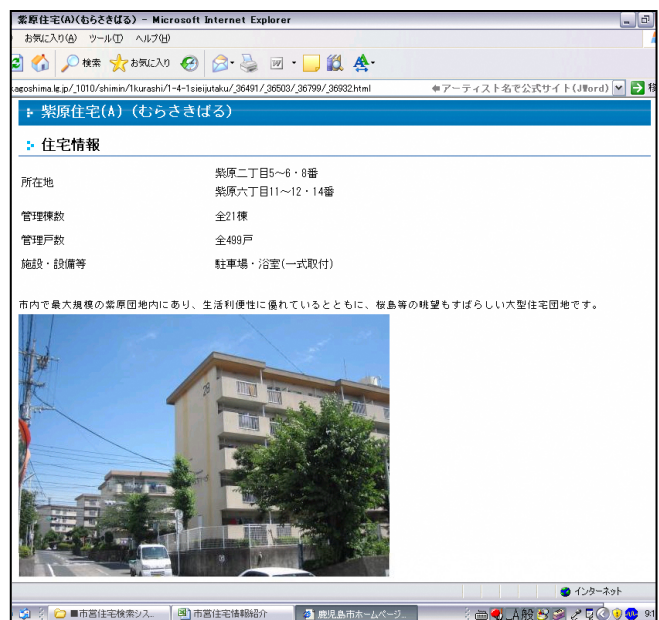 紫原住宅(A)(むらさきばる) - Microsoft Internet Explorer
お気に入り(A) ツール(T) ヘルプ(H)
検索 お気に入り
agoshima.lg.jp/_1010/shimin/1kurashi/1-4-1sieijutaku/_36491/_36503/_36799/_36932.html
アーティスト名で公式サイト(JWord)
紫原住宅(A)(むらさきばる)
住宅情報
所在地
紫原二丁目5～6・8番
紫原六丁目11～12・14番
管理棟数 全21棟
管理戸数 全499戸
施設・設備等 駐車場・浴室(一式取付)
市内で最大規模の紫原団地内にあり、生活利便性に優れているとともに、桜島等の眺望もすばらしい大型住宅団地です。
29
インターネット
■市営住宅検索シス... 市営住宅情報紹介 鹿児島市ホームページ... A般